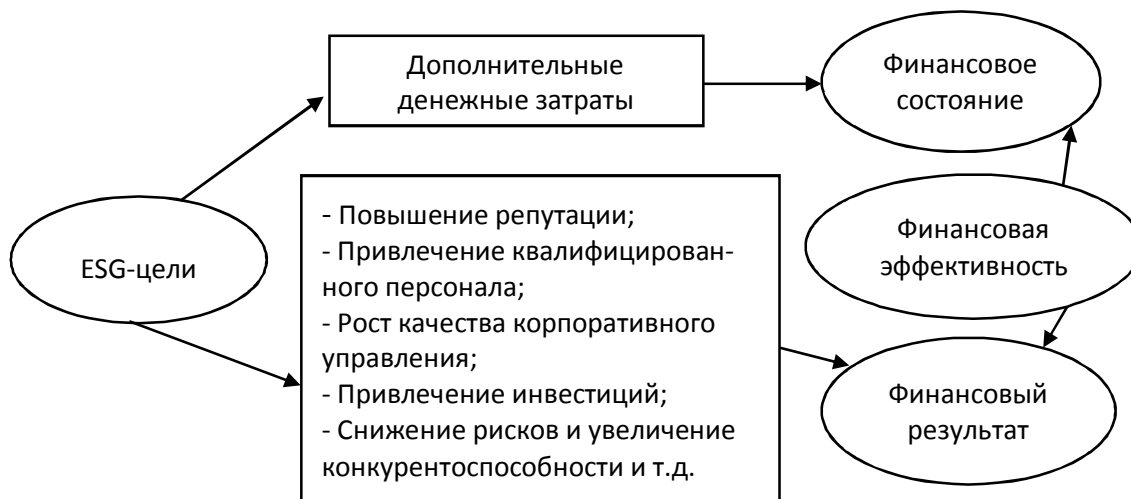 Дополнительные
денежные затраты
Финансовое
состояние
ESG-цели
- Повышение репутации;
- Привлечение квалифицирован-
ного персонала;
- Рост качества корпоративного
управления;
- Привлечение инвестиций;
- Снижение рисков и увеличение
конкурентоспособности и т.д.
Финансовая
эффективность
Финансовый
результат